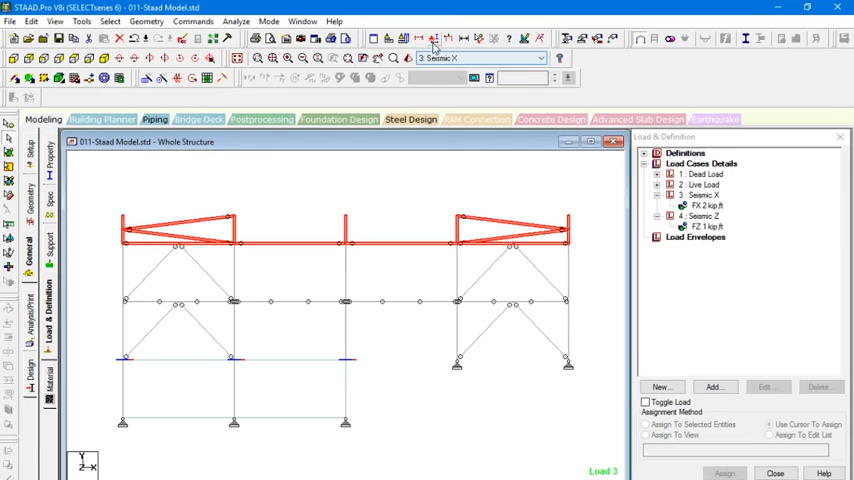 STAAD.Pro V8i (SELECTseries 6) - 011-Staad Model.std
File Edit View Tools Select Geometry Commands Analyze Mode Window Help
3: Seismic X
Modeling Building Planner Piping Bridge Deck Postprocessing Foundation Design Steel Design RAM Connection Concrete Design Advanced Slab Design Earthquake
Setup
Geometry
General
Analysis/Print
Design
Property
Spec
Support
Load & Definition
Material
011-Staad Model.std - Whole Structure
Y
Z X
Load 3
Load & Definition
Definitions
Load Cases Details
1 : Dead Load
2 : Live Load
3 : Seismic X
FX 2 kip,ft
4 : Seismic Z
FZ 1 kip,ft
Load Envelopes
New... Add... Edit... Delete...
Toggle Load
Assignment Method
Assign To Selected Entities Use Cursor To Assign
Assign To View Assign To Edit List
Assign Close Help